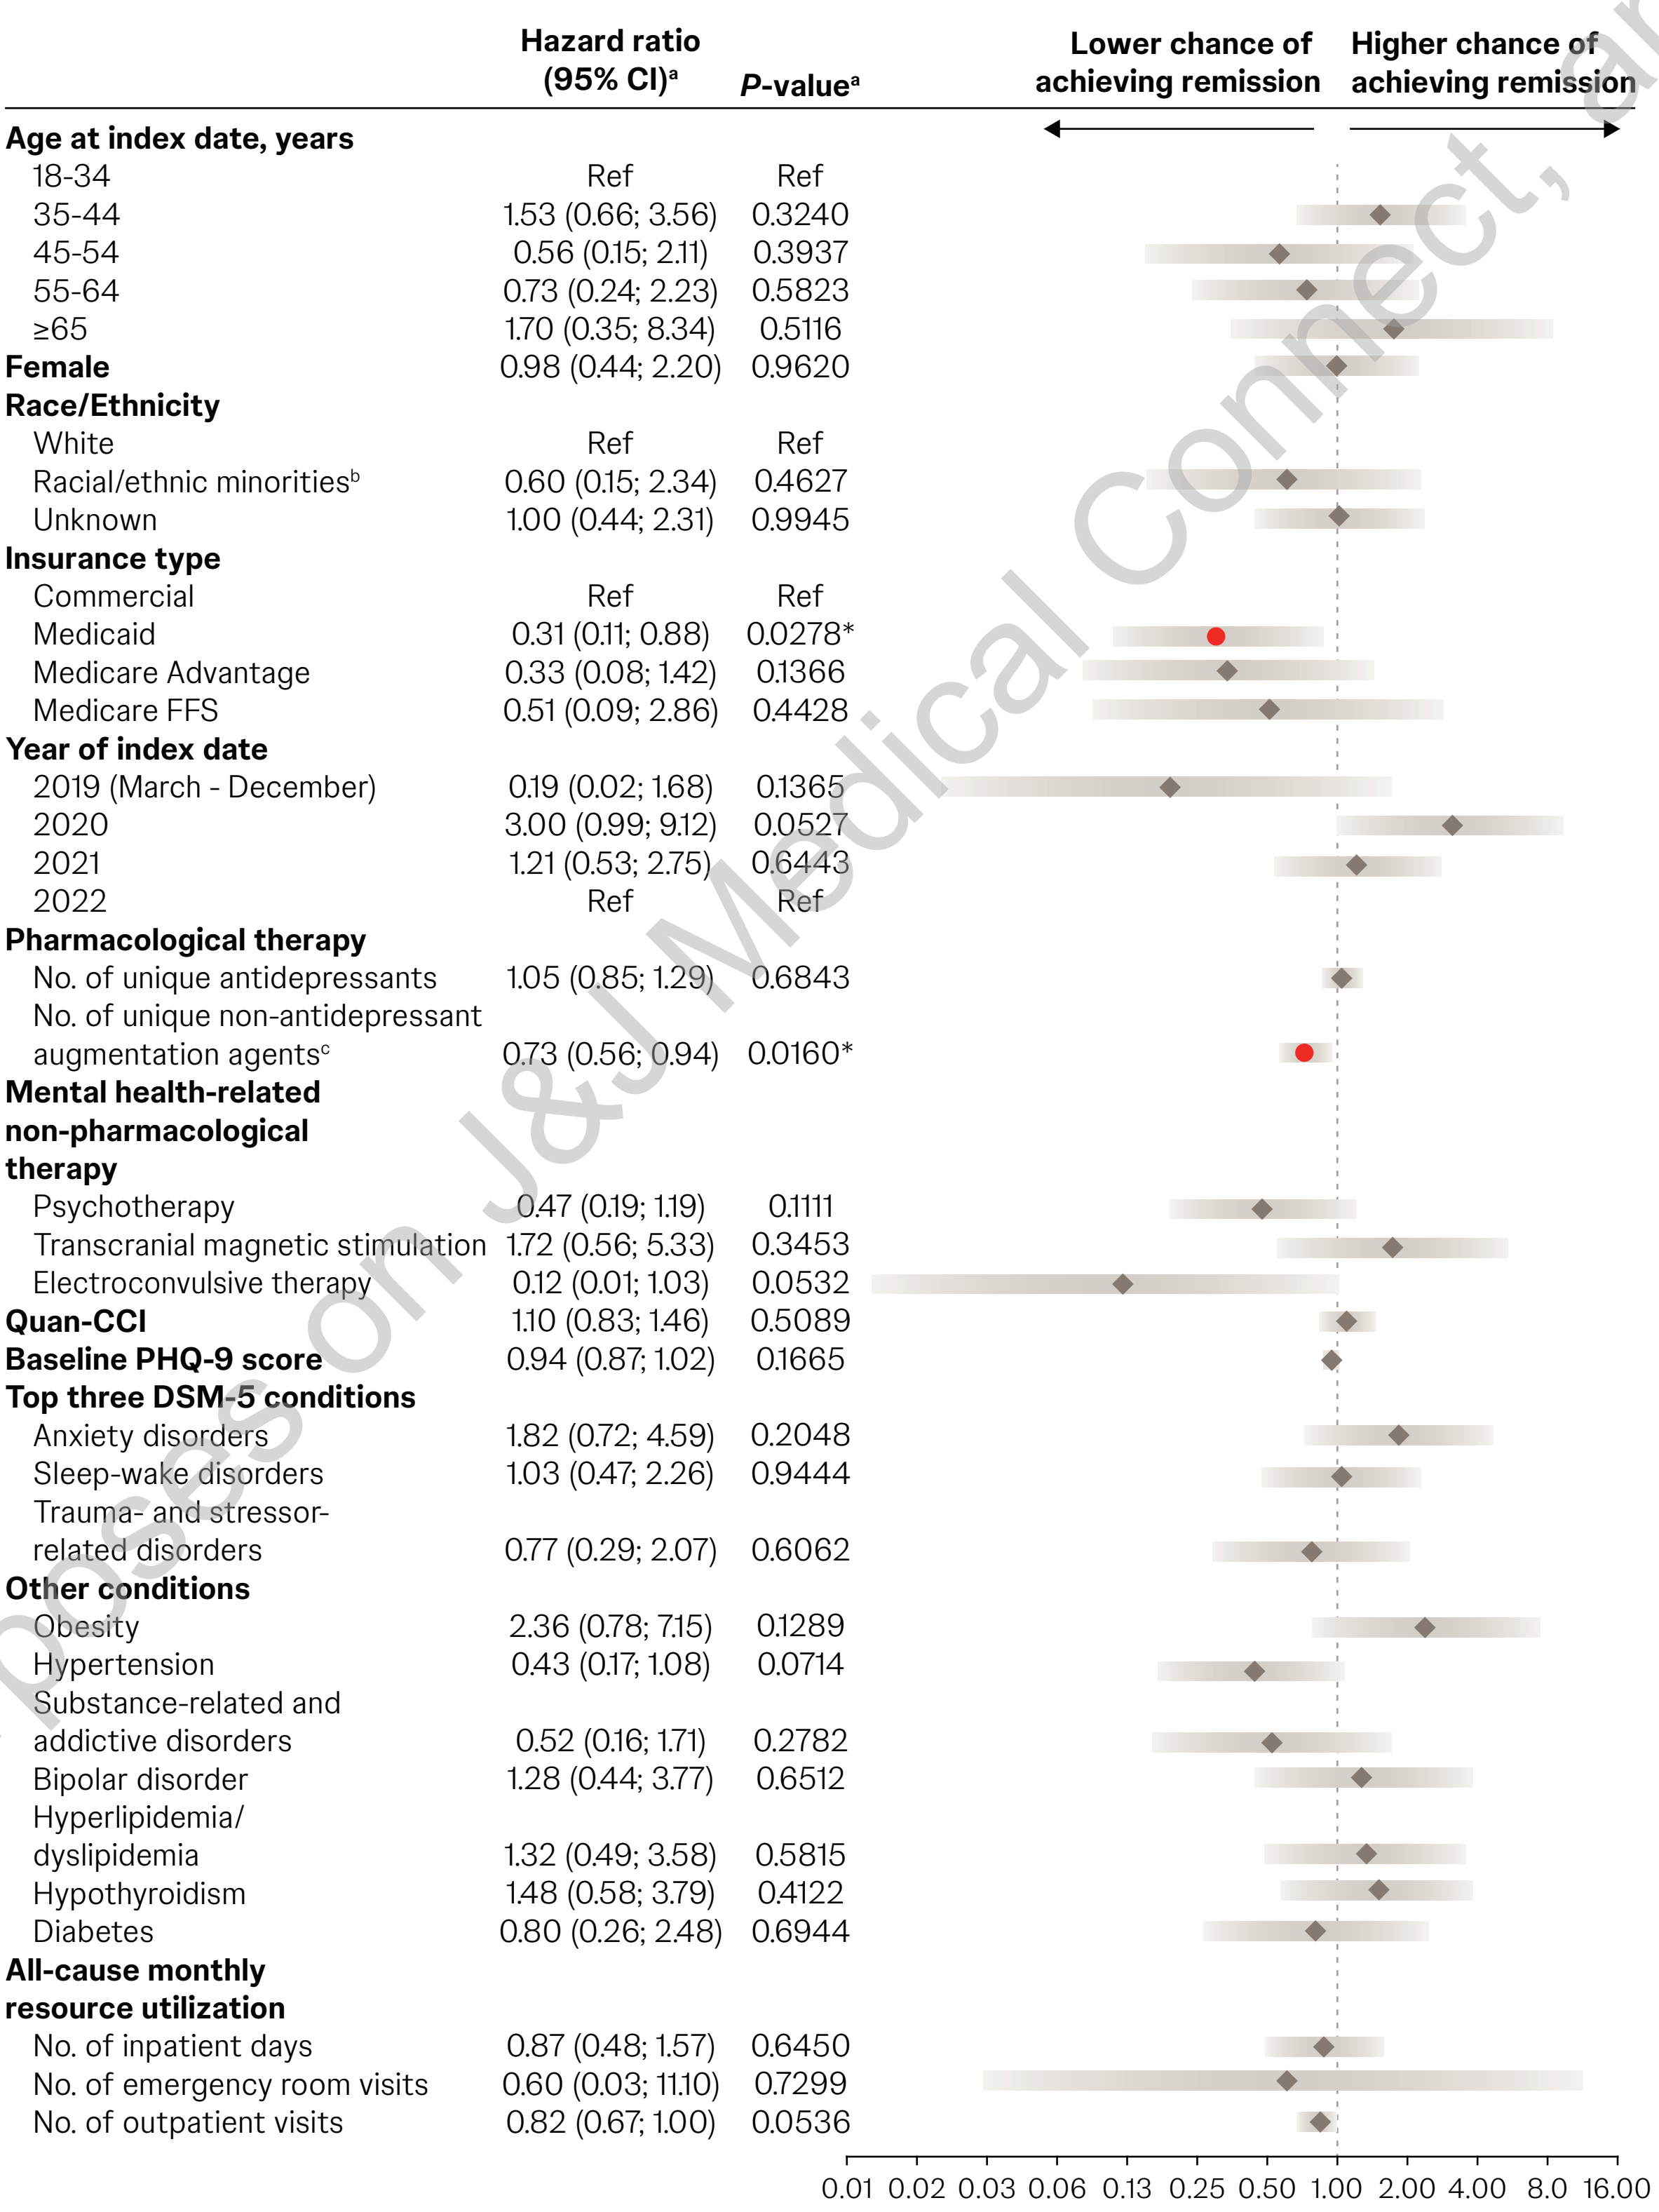 Hazard ratio
(95% CI)a
P-valuea
Lower chance of
achieving remission
Higher chance of
achieving remission
Age at index date, years
18-34 Ref Ref
35-44 1.53 (0.66; 3.56) 0.3240
45-54 0.56 (0.15; 2.11) 0.3937
55-64 0.73 (0.24; 2.23) 0.5823
≥65 1.70 (0.35; 8.34) 0.5116
Female 0.98 (0.44; 2.20) 0.9620
Race/Ethnicity
White Ref Ref
Racial/ethnic minoritiesb 0.60 (0.15; 2.34) 0.4627
Unknown 1.00 (0.44; 2.31) 0.9945
Insurance type
Commercial Ref Ref
Medicaid 0.31 (0.11; 0.88) 0.0278*
Medicare Advantage 0.33 (0.08; 1.42) 0.1366
Medicare FFS 0.51 (0.09; 2.86) 0.4428
Year of index date
2019 (March - December) 0.19 (0.02; 1.68) 0.1365
2020 3.00 (0.99; 9.12) 0.0527
2021 1.21 (0.53; 2.75) 0.6443
2022 Ref Ref
Pharmacological therapy
No. of unique antidepressants 1.05 (0.85; 1.29) 0.6843
No. of unique non-antidepressant
augmentation agentsc 0.73 (0.56; 0.94) 0.0160*
Mental health-related
non-pharmacological
therapy
Psychotherapy 0.47 (0.19; 1.19) 0.1111
Transcranial magnetic stimulation 1.72 (0.56; 5.33) 0.3453
Electroconvulsive therapy 0.12 (0.01; 1.03) 0.0532
Quan-CCI 1.10 (0.83; 1.46) 0.5089
Baseline PHQ-9 score 0.94 (0.87; 1.02) 0.1665
Top three DSM-5 conditions
Anxiety disorders 1.82 (0.72; 4.59) 0.2048
Sleep-wake disorders 1.03 (0.47; 2.26) 0.9444
Trauma- and stressor-
related disorders 0.77 (0.29; 2.07) 0.6062
Other conditions
Obesity 2.36 (0.78; 7.15) 0.1289
Hypertension 0.43 (0.17; 1.08) 0.0714
Substance-related and
addictive disorders 0.52 (0.16; 1.71) 0.2782
Bipolar disorder 1.28 (0.44; 3.77) 0.6512
Hyperlipidemia/
dyslipidemia 1.32 (0.49; 3.58) 0.5815
Hypothyroidism 1.48 (0.58; 3.79) 0.4122
Diabetes 0.80 (0.26; 2.48) 0.6944
All-cause monthly
resource utilization
No. of inpatient days 0.87 (0.48; 1.57) 0.6450
No. of emergency room visits 0.60 (0.03; 11.10) 0.7299
No. of outpatient visits 0.82 (0.67; 1.00) 0.0536
0.01 0.02 0.03 0.06 0.13 0.25 0.50 1.00 2.00 4.00 8.0 16.00
poses on J&J Medical Connect,